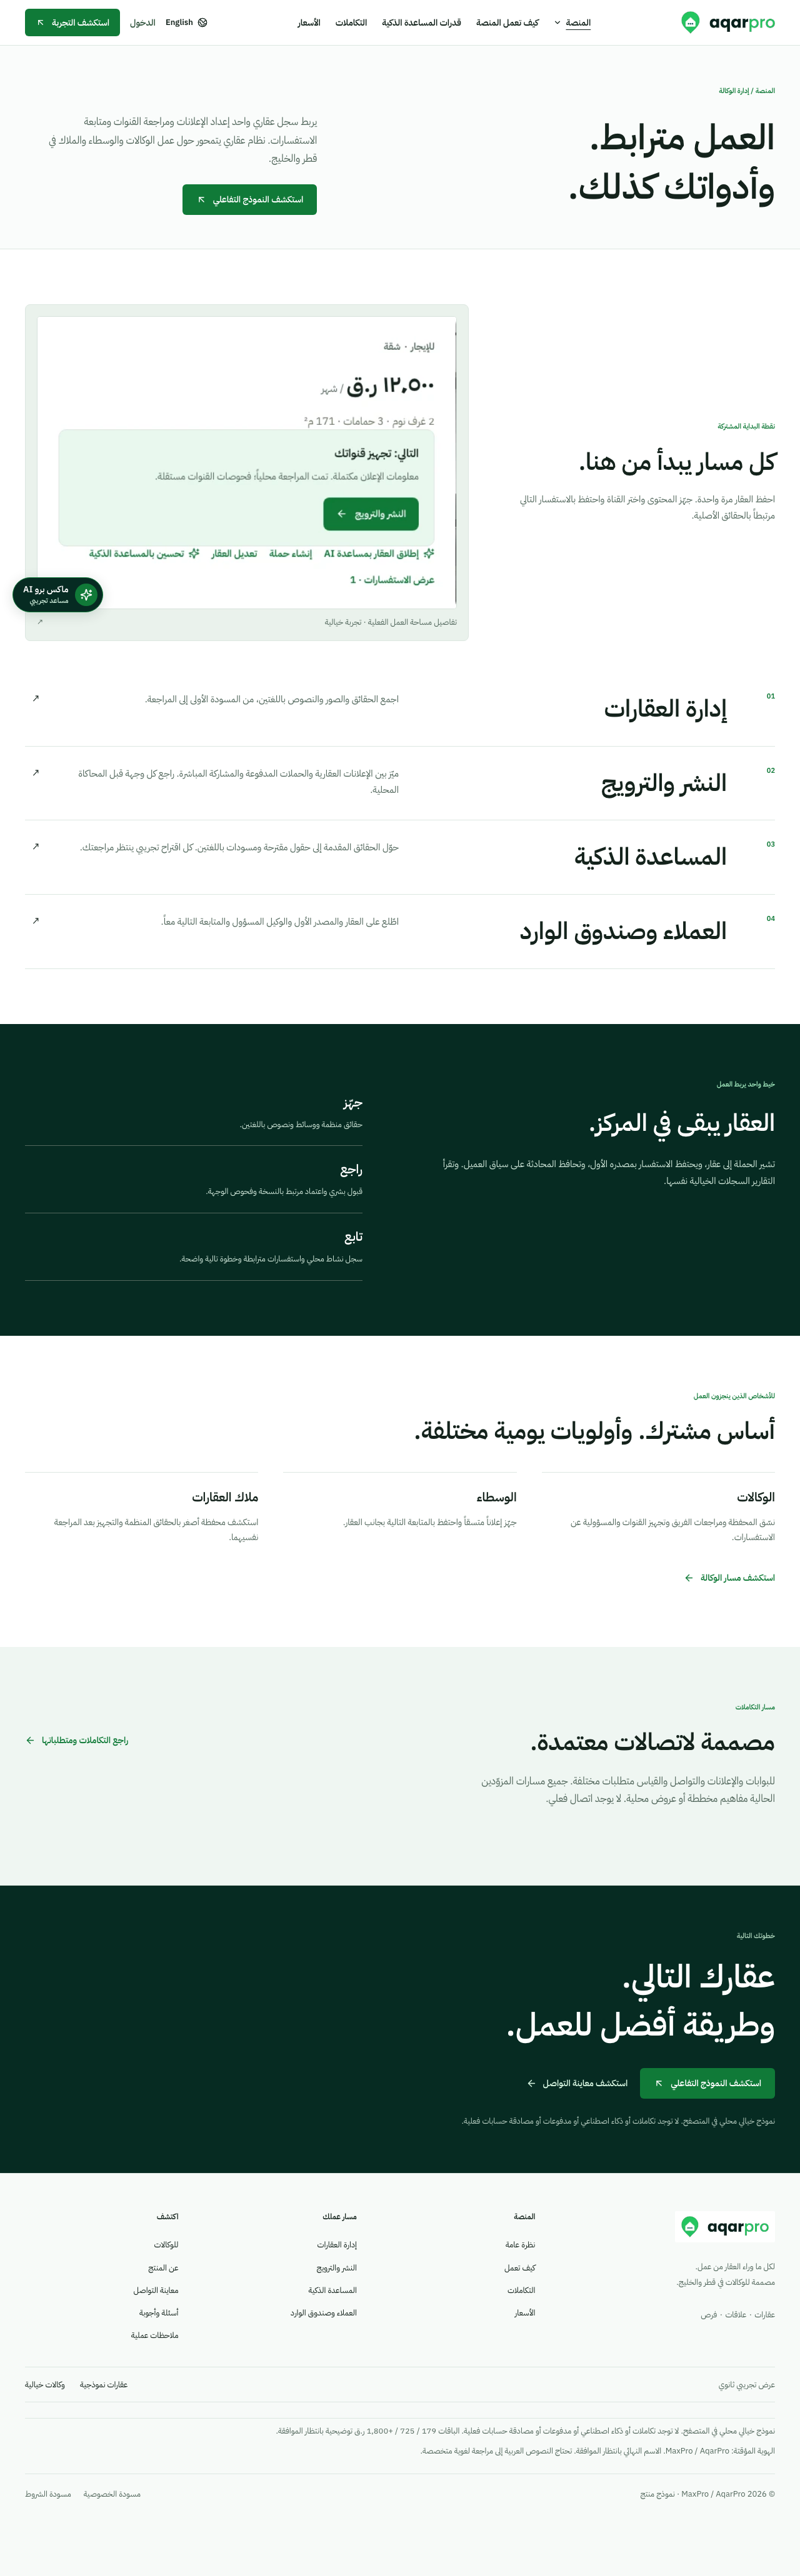 aqarpro
المنصة
كيف تعمل المنصة
قدرات المساعدة الذكية
التكاملات
الأسعار
English
الدخول
استكشف التجربة
المنصة / إدارة الوكالة
العمل مترابط.
وأدواتك كذلك.
يربط سجل عقاري واحد إعداد الإعلانات ومراجعة القنوات ومتابعة
الاستفسارات. نظام عقاري يتمحور حول عمل الوكالات والوسطاء والملاك في
قطر والخليج.
استكشف النموذج التفاعلي
نقطة البداية المشتركة
كل مسار يبدأ من هنا.
احفظ العقار مرة واحدة. جهّز المحتوى واختر القناة واحتفظ بالاستفسار التالي
مرتبطاً بالحقائق الأصلية.
للإيجار · شقة
١٢,٥٠٠ ر.ق / شهر
2 غرف نوم · 3 حمامات · 171 م²
التالي: تجهيز قنواتك
معلومات الإعلان مكتملة. تمت المراجعة محلياً؛ فحوصات القنوات مستقلة.
النشر والترويج
إطلاق العقار بمساعدة AI
إنشاء حملة
تعديل العقار
تحسين بالمساعدة الذكية
عرض الاستفسارات · 1
تفاصيل مساحة العمل الفعلية · تجربة خيالية
ماكس برو AI
مساعد تجريبي
01
إدارة العقارات
اجمع الحقائق والصور والنصوص باللغتين، من المسودة الأولى إلى المراجعة.
02
النشر والترويج
ميّز بين الإعلانات العقارية والحملات المدفوعة والمشاركة المباشرة. راجع كل وجهة قبل المحاكاة
المحلية.
03
المساعدة الذكية
حوّل الحقائق المقدمة إلى حقول مقترحة ومسودات باللغتين. كل اقتراح تجريبي ينتظر مراجعتك.
04
العملاء وصندوق الوارد
اطّلع على العقار والمصدر الأول والوكيل المسؤول والمتابعة التالية معاً.
خيط واحد يربط العمل
العقار يبقى في المركز.
تشير الحملة إلى عقار، ويحتفظ الاستفسار بمصدره الأول، وتحافظ المحادثة على سياق العميل. وتقرأ
التقارير السجلات الخيالية نفسها.
جهّز
حقائق منظمة ووسائط ونصوص باللغتين.
راجع
قبول بشري واعتماد مرتبط بالنسخة وفحوص الوجهة.
تابع
سجل نشاط محلي واستفسارات مترابطة وخطوة تالية واضحة.
للأشخاص الذين ينجزون العمل
أساس مشترك. وأولويات يومية مختلفة.
الوكالات
نسّق المحفظة ومراجعات الفريق وتجهيز القنوات والمسؤولية عن
الاستفسارات.
استكشف مسار الوكالة
الوسطاء
جهّز إعلاناً متسقاً واحتفظ بالمتابعة التالية بجانب العقار.
ملاك العقارات
استكشف محفظة أصغر بالحقائق المنظمة والتجهيز بعد المراجعة
نفسيهما.
مسار التكاملات
مصممة لاتصالات معتمدة.
للبوابات والإعلانات والتواصل والقياس متطلبات مختلفة. جميع مسارات المزوّدين
الحالية مفاهيم مخططة أو عروض محلية. لا يوجد اتصال فعلي.
راجع التكاملات ومتطلباتها
خطوتك التالية
عقارك التالي.
وطريقة أفضل للعمل.
استكشف النموذج التفاعلي
استكشف معاينة التواصل
نموذج خيالي محلي في المتصفح. لا توجد تكاملات أو ذكاء اصطناعي أو مدفوعات أو مصادقة حسابات فعلية.
aqarpro
لكل ما وراء العقار من عمل.
مصممة للوكالات في قطر والخليج.
عقارات · علاقات · فرص
المنصة
نظرة عامة
كيف تعمل
التكاملات
الأسعار
مسار عملك
إدارة العقارات
النشر والترويج
المساعدة الذكية
العملاء وصندوق الوارد
اكتشف
للوكالات
عن المنتج
معاينة التواصل
أسئلة وأجوبة
ملاحظات عملية
عرض تجريبي ثانوي
عقارات نموذجية
وكالات خيالية
نموذج خيالي محلي في المتصفح. لا توجد تكاملات أو ذكاء اصطناعي أو مدفوعات أو مصادقة حسابات فعلية. الباقات 179 / 725 / +1,800 ر.ق توضيحية بانتظار الموافقة.
الهوية المؤقتة: MaxPro / AqarPro. الاسم النهائي بانتظار الموافقة. تحتاج النصوص العربية إلى مراجعة لغوية متخصصة.
© 2026 MaxPro / AqarPro · نموذج منتج
مسودة الخصوصية
مسودة الشروط